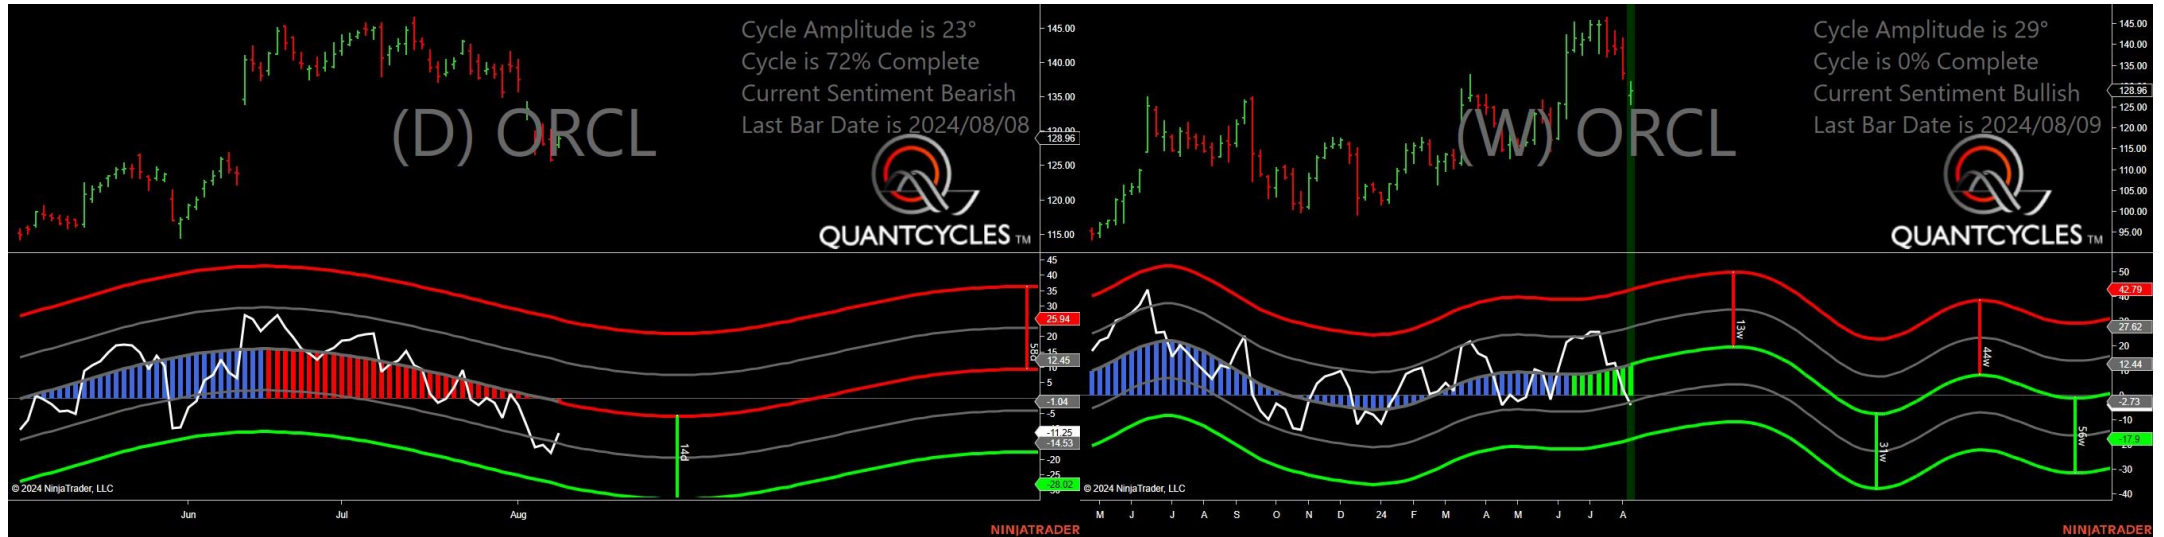 Cycle Amplitude is 23°
Cycle is 72% Complete
Current Sentiment Bearish
Last Bar Date is 2024/08/08
(D) ORCL
QUANTCYCLES TM
145.00
140.00
135.00
130.00
128.96
125.00
120.00
115.00
45
40
35
30
25.94
20
15
12.45
10
5
-1.04
-5
-11.25
-14.53
-20
-25
-28.02
58d
14d
© 2024 NinjaTrader, LLC
Jun Jul Aug
NINJATRADER
Cycle Amplitude is 29°
Cycle is 0% Complete
Current Sentiment Bullish
Last Bar Date is 2024/08/09
(W) ORCL
QUANTCYCLES TM
145.00
140.00
135.00
128.96
125.00
120.00
115.00
110.00
105.00
100.00
95.00
50
42.79
40
27.62
20
12.44
10
0
-2.73
-10
-17.9
-30
-40
13w
44w
31w
56w
© 2024 NinjaTrader, LLC
M J J A S O N D 24 F M A M J J A
NINJATRADER